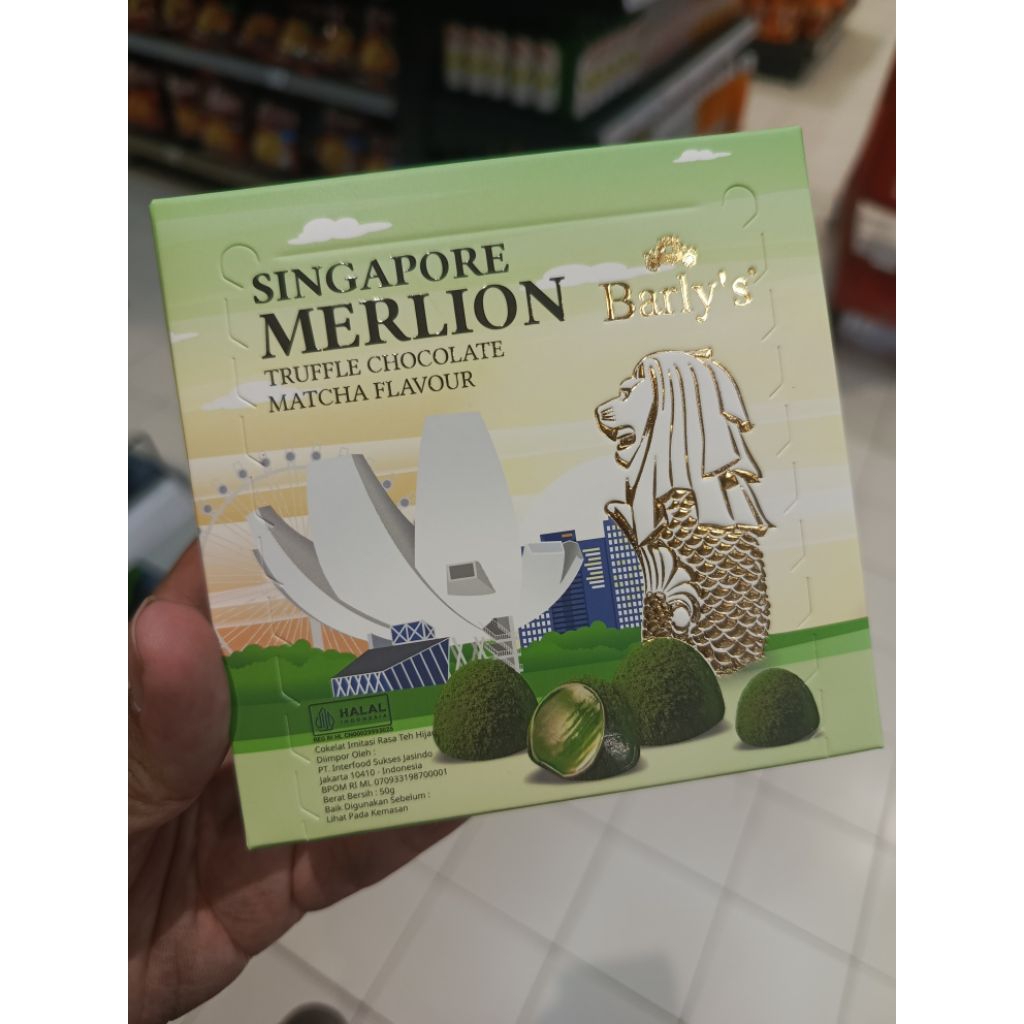 SINGAPORE
MERLION
TRUFFLE CHOCOLATE
MATCHA FLAVOUR
Barly's
HALAL
INDONESIA
Cokelat Imitasi Rasa Teh Hijau
Diimpor Oleh :
PT. Interfood Sukses Jasindo
Jakarta 10410 - Indonesia
BPOM RI ML 070933198700001
Berat Bersih : 50g
Baik Digunakan Sebelum :
Lihat Pada Kemasan